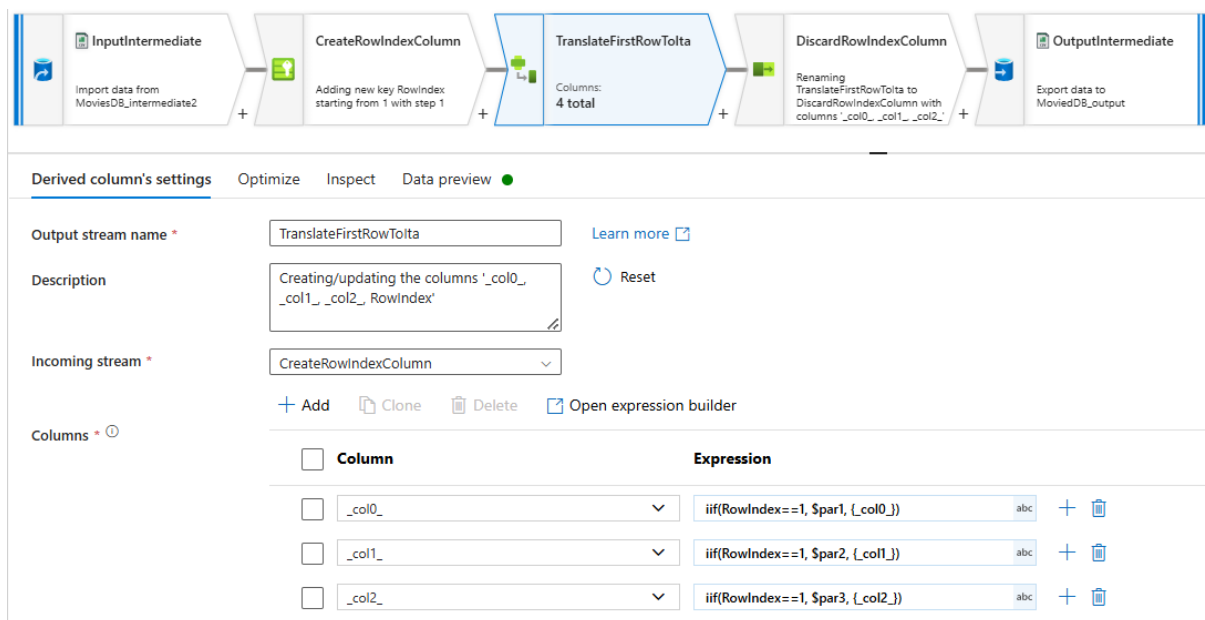 InputIntermediate
Import data from
MoviesDB_intermediate2
+
CreateRowIndexColumn
Adding new key RowIndex
starting from 1 with step 1
+
TranslateFirstRowToIta
Columns:
4 total
+
DiscardRowIndexColumn
Renaming
TranslateFirstRowToIta to
DiscardRowIndexColumn with
columns '_col0_, _col1_, _col2_'
+
OutputIntermediate
Export data to
MoviedDB_output
Derived column's settings Optimize Inspect Data preview
Output stream name * TranslateFirstRowToIta Learn more
Description Creating/updating the columns '_col0_, Reset
_col1_, _col2_, RowIndex'
Incoming stream * CreateRowIndexColumn
+ Add Clone Delete Open expression builder
Columns *
Column Expression
_col0_ iif(RowIndex==1, $par1, {_col0_}) abc +
_col1_ iif(RowIndex==1, $par2, {_col1_}) abc +
_col2_ iif(RowIndex==1, $par3, {_col2_}) abc +